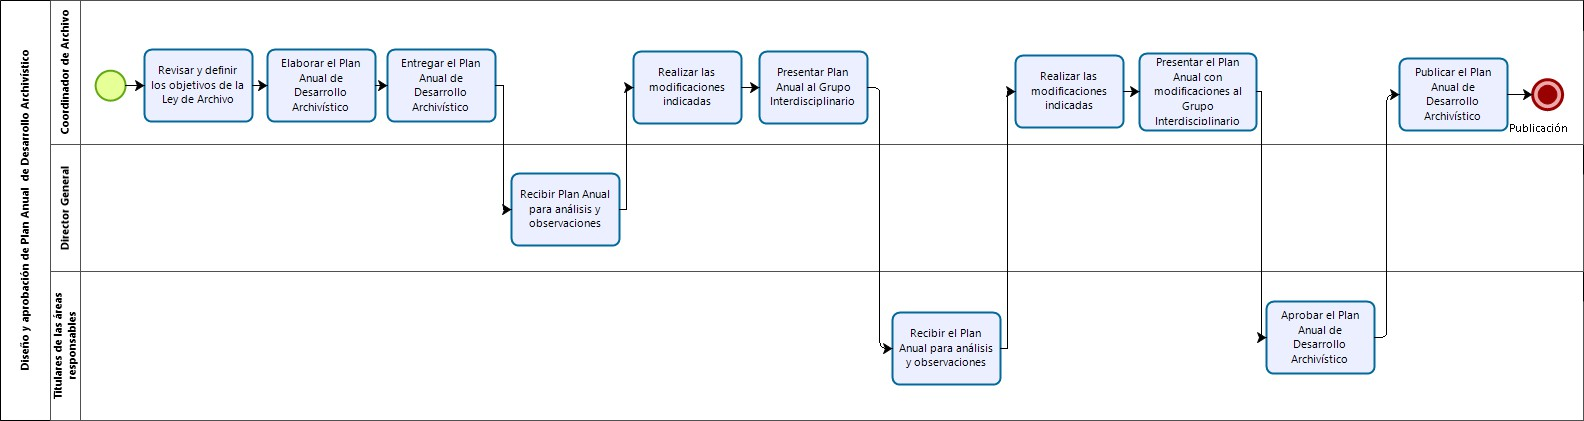 Diseño y aprobación de Plan Anual  de Desarrollo Archivístico
Coordinador de Archivo
Revisar y definir
los objetivos de la
Ley de Archivo
Elaborar el Plan
Anual de
Desarrollo
Archivístico
Entregar el Plan
Anual de
Desarrollo
Archivístico
Realizar las
modificaciones
indicadas
Presentar Plan
Anual al Grupo
Interdisciplinario
Realizar las
modificaciones
indicadas
Presentar el Plan
Anual con
modificaciones al
Grupo
Interdisciplinario
Publicar el Plan
Anual de
Desarrollo
Archivístico
Publicación
Director General
Recibir Plan Anual
para análisis y
observaciones
Titulares de las áreas
responsables
Recibir el Plan
Anual para análisis
y observaciones
Aprobar el Plan
Anual de
Desarrollo
Archivístico